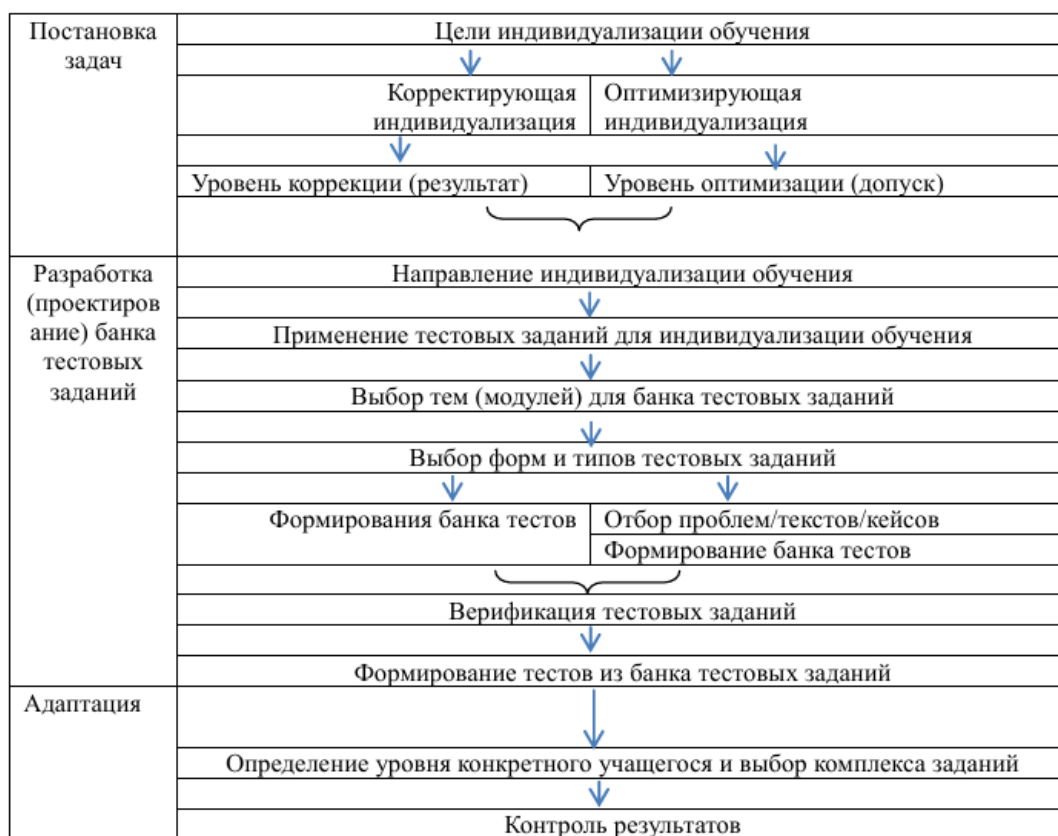 Постановка
задач
Цели индивидуализации обучения
Корректирующая
индивидуализация
Оптимизирующая
индивидуализация
Уровень коррекции (результат)
Уровень оптимизации (допуск)
Разработка
(проектиров
ание) банка
тестовых
заданий
Направление индивидуализации обучения
Применение тестовых заданий для индивидуализации обучения
Выбор тем (модулей) для банка тестовых заданий
Выбор форм и типов тестовых заданий
Формирования банка тестов
Отбор проблем/текстов/кейсов
Формирование банка тестов
Верификация тестовых заданий
Формирование тестов из банка тестовых заданий
Адаптация
Определение уровня конкретного учащегося и выбор комплекса заданий
Контроль результатов